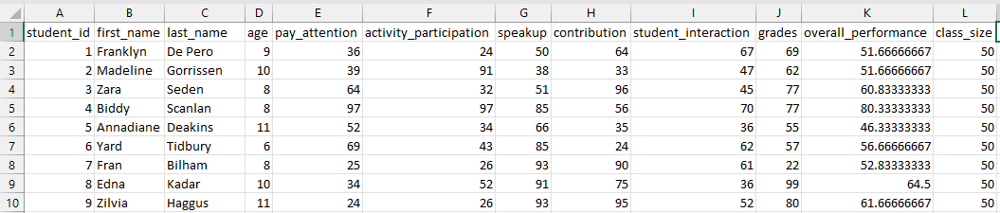 A B C D E F G H I J K L
1 student_id first_name last_name age pay_attention activity_participation speakup contribution student_interaction grades overall_performance class_size
2 1 Franklyn De Pero 9 36 24 50 64 67 69 51.66666667 50
3 2 Madeline Gorrissen 10 39 91 38 33 47 62 51.66666667 50
4 3 Zara Seden 8 64 32 51 96 45 77 60.83333333 50
5 4 Biddy Scanlan 8 97 97 85 56 70 77 80.33333333 50
6 5 Annadiane Deakins 11 52 34 66 35 36 55 46.33333333 50
7 6 Yard Tidbury 6 69 43 85 24 62 57 56.66666667 50
8 7 Fran Bilham 8 25 26 93 90 61 22 52.83333333 50
9 8 Edna Kadar 10 34 52 91 75 36 99 64.5 50
10 9 Zilvia Haggus 11 24 26 93 95 52 80 61.66666667 50